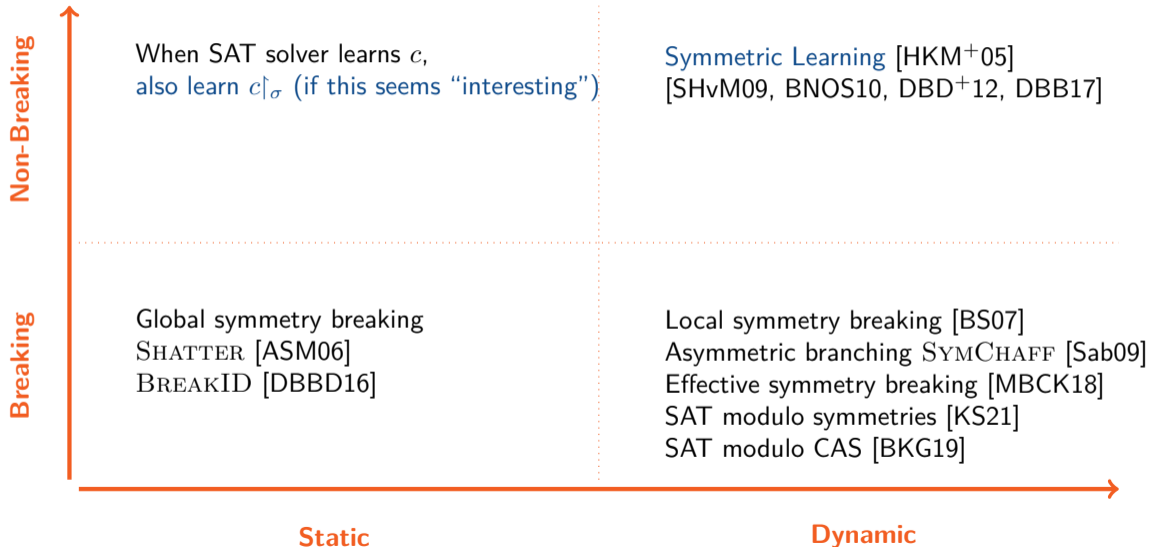 Non-Breaking
When SAT solver learns c,
also learn c↾σ (if this seems “interesting”)
Symmetric Learning [HKM+05]
[SHvM09, BNOS10, DBD+12, DBB17]
Breaking
Global symmetry breaking
SHATTER [ASM06]
BREAKID [DBBD16]
Local symmetry breaking [BS07]
Asymmetric branching SYMCHAFF [Sab09]
Effective symmetry breaking [MBCK18]
SAT modulo symmetries [KS21]
SAT modulo CAS [BKG19]
Static
Dynamic